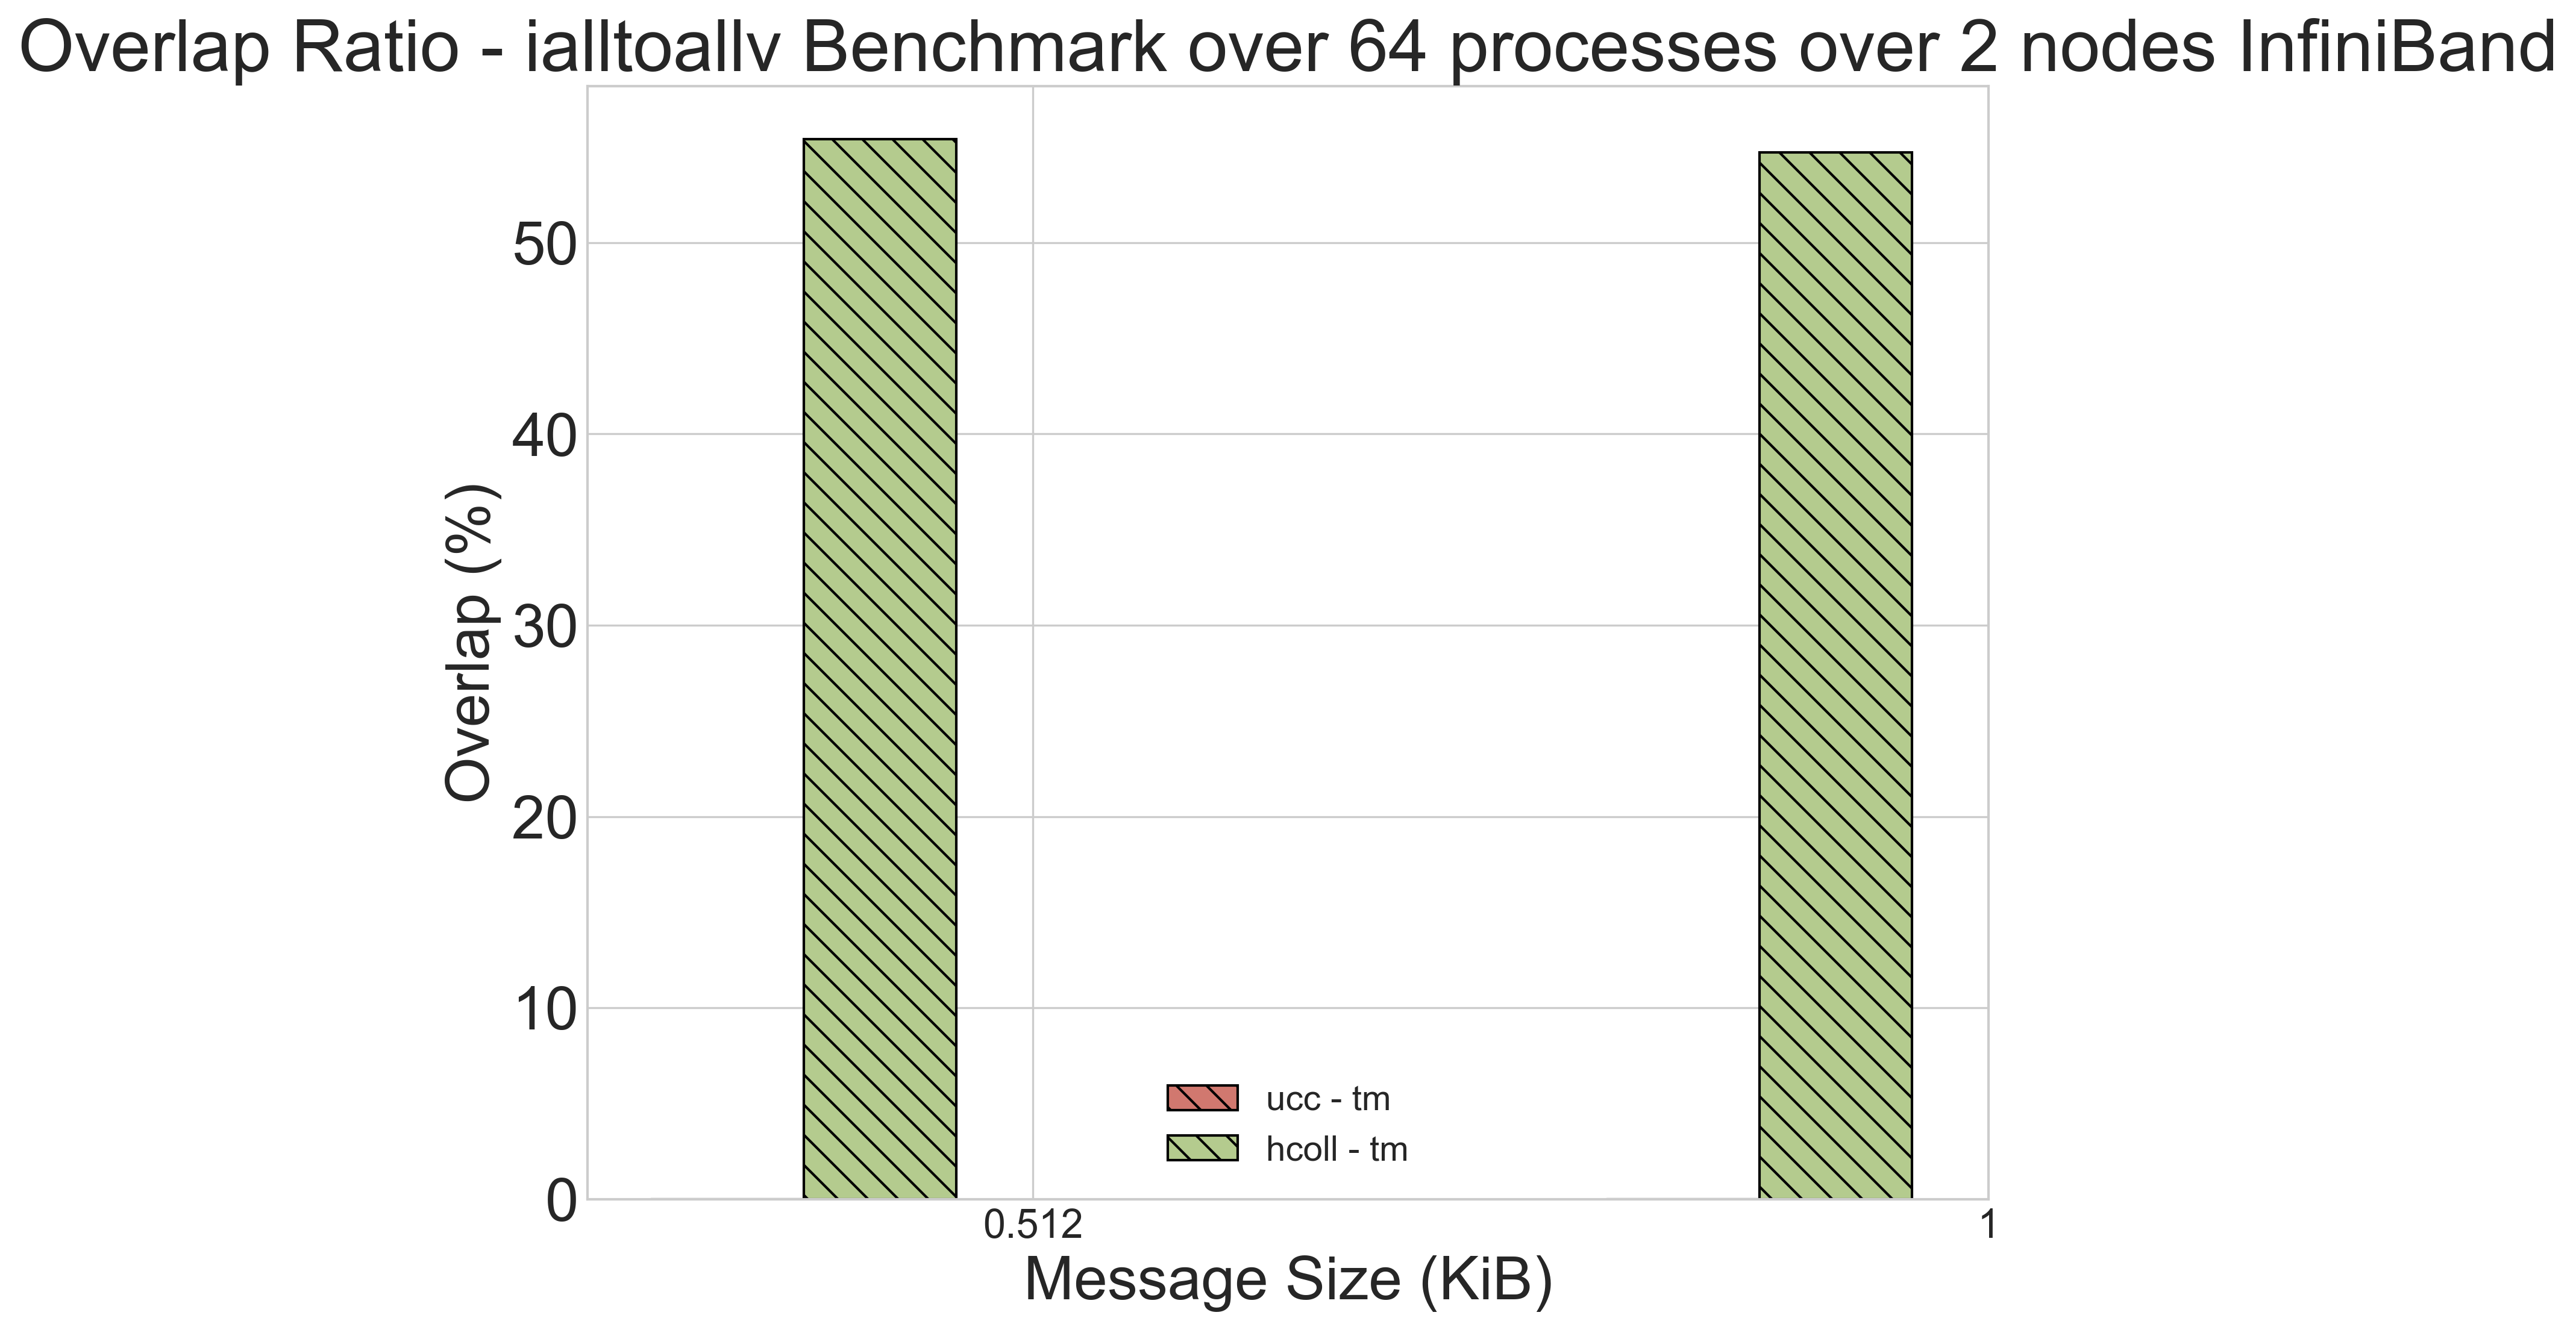 Overlap Ratio - ialltoallv Benchmark over 64 processes over 2 nodes InfiniBand
50
40
30
20
10
0
Overlap (%)
ucc - tm
hcoll - tm
0.512
1
Message Size (KiB)